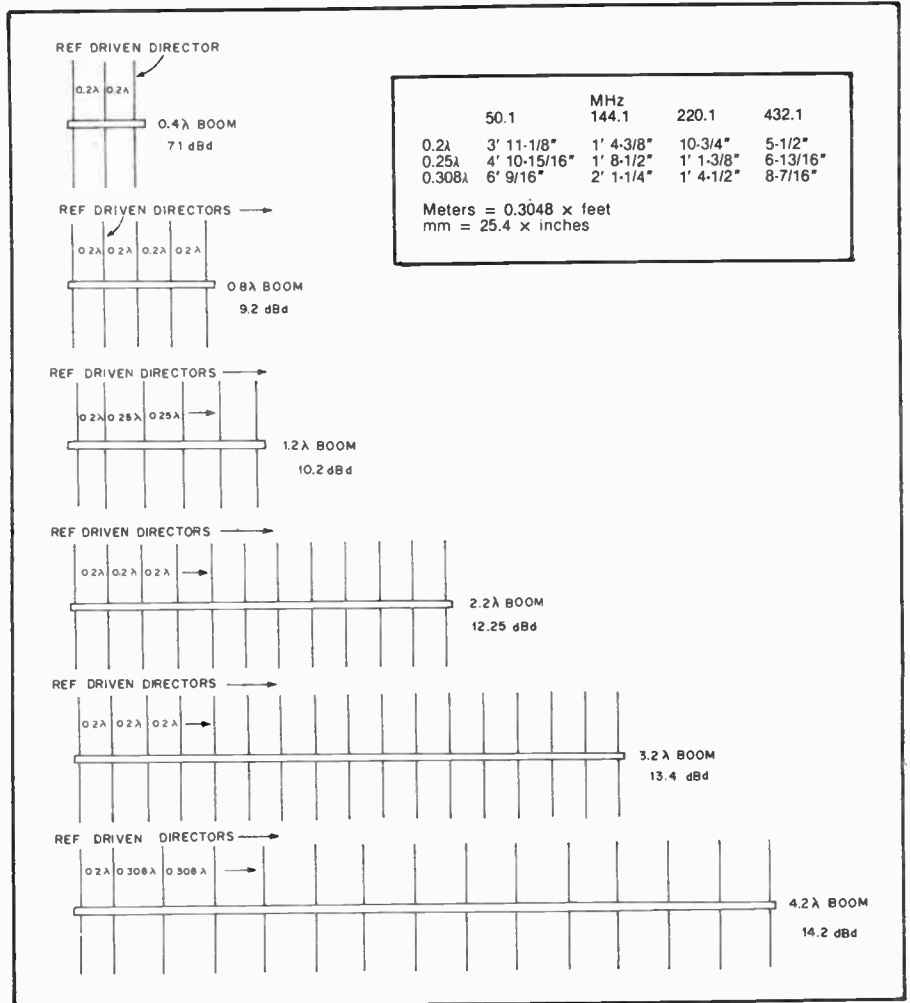 REF DRIVEN DIRECTOR
0.2λ 0.2λ
0.4λ BOOM
7.1 dBd
MHz
50.1 144.1 220.1 432.1
0.2λ 3' 11-1/8" 1' 4-3/8" 10-3/4" 5-1/2"
0.25λ 4' 10-15/16" 1' 8-1/2" 1' 1-3/8" 6-13/16"
0.308λ 6' 9/16" 2' 1-1/4" 1' 4-1/2" 8-7/16"
Meters = 0.3048 x feet
mm = 25.4 x inches
REF DRIVEN DIRECTORS
0.2λ 0.2λ 0.2λ 0.2λ
0.8λ BOOM
9.2 dBd
REF DRIVEN DIRECTORS
0.2λ 0.25λ 0.25λ
1.2λ BOOM
10.2 dBd
REF DRIVEN DIRECTORS
0.2λ 0.2λ 0.2λ
2.2λ BOOM
12.25 dBd
REF DRIVEN DIRECTORS
0.2λ 0.2λ 0.2λ
3.2λ BOOM
13.4 dBd
REF DRIVEN DIRECTORS
0.2λ 0.308λ 0.308λ
4.2λ BOOM
14.2 dBd